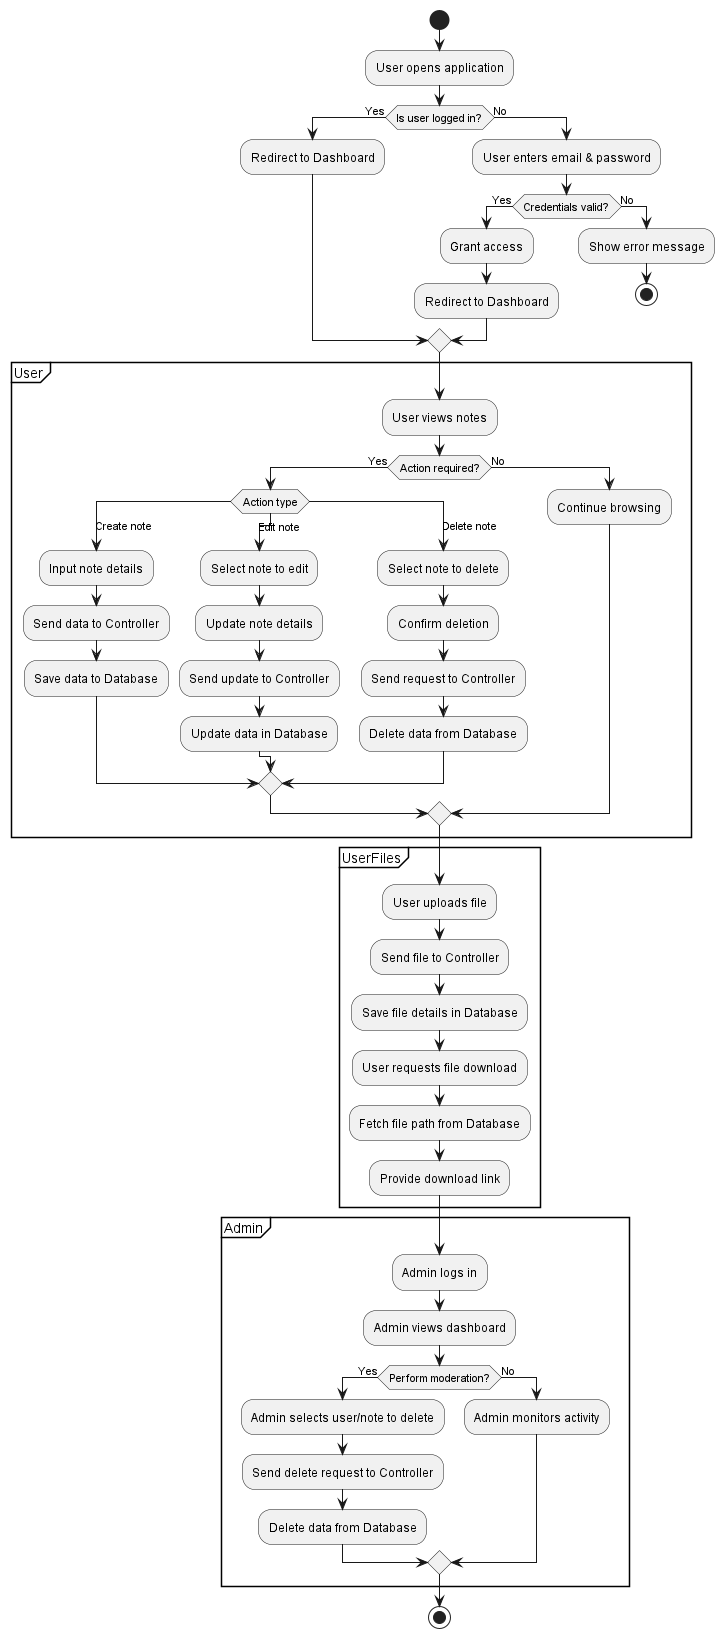 User opens application
Yes
Is user logged in?
No
Redirect to Dashboard
User enters email & password
Yes
Credentials valid?
No
Grant access
Show error message
Redirect to Dashboard
User
User views notes
Yes
Action required?
No
Action type
Continue browsing
Create note
Edit note
Delete note
Input note details
Select note to edit
Select note to delete
Send data to Controller
Update note details
Confirm deletion
Save data to Database
Send update to Controller
Send request to Controller
Update data in Database
Delete data from Database
UserFiles
User uploads file
Send file to Controller
Save file details in Database
User requests file download
Fetch file path from Database
Provide download link
Admin
Admin logs in
Admin views dashboard
Yes
Perform moderation?
No
Admin selects user/note to delete
Admin monitors activity
Send delete request to Controller
Delete data from Database